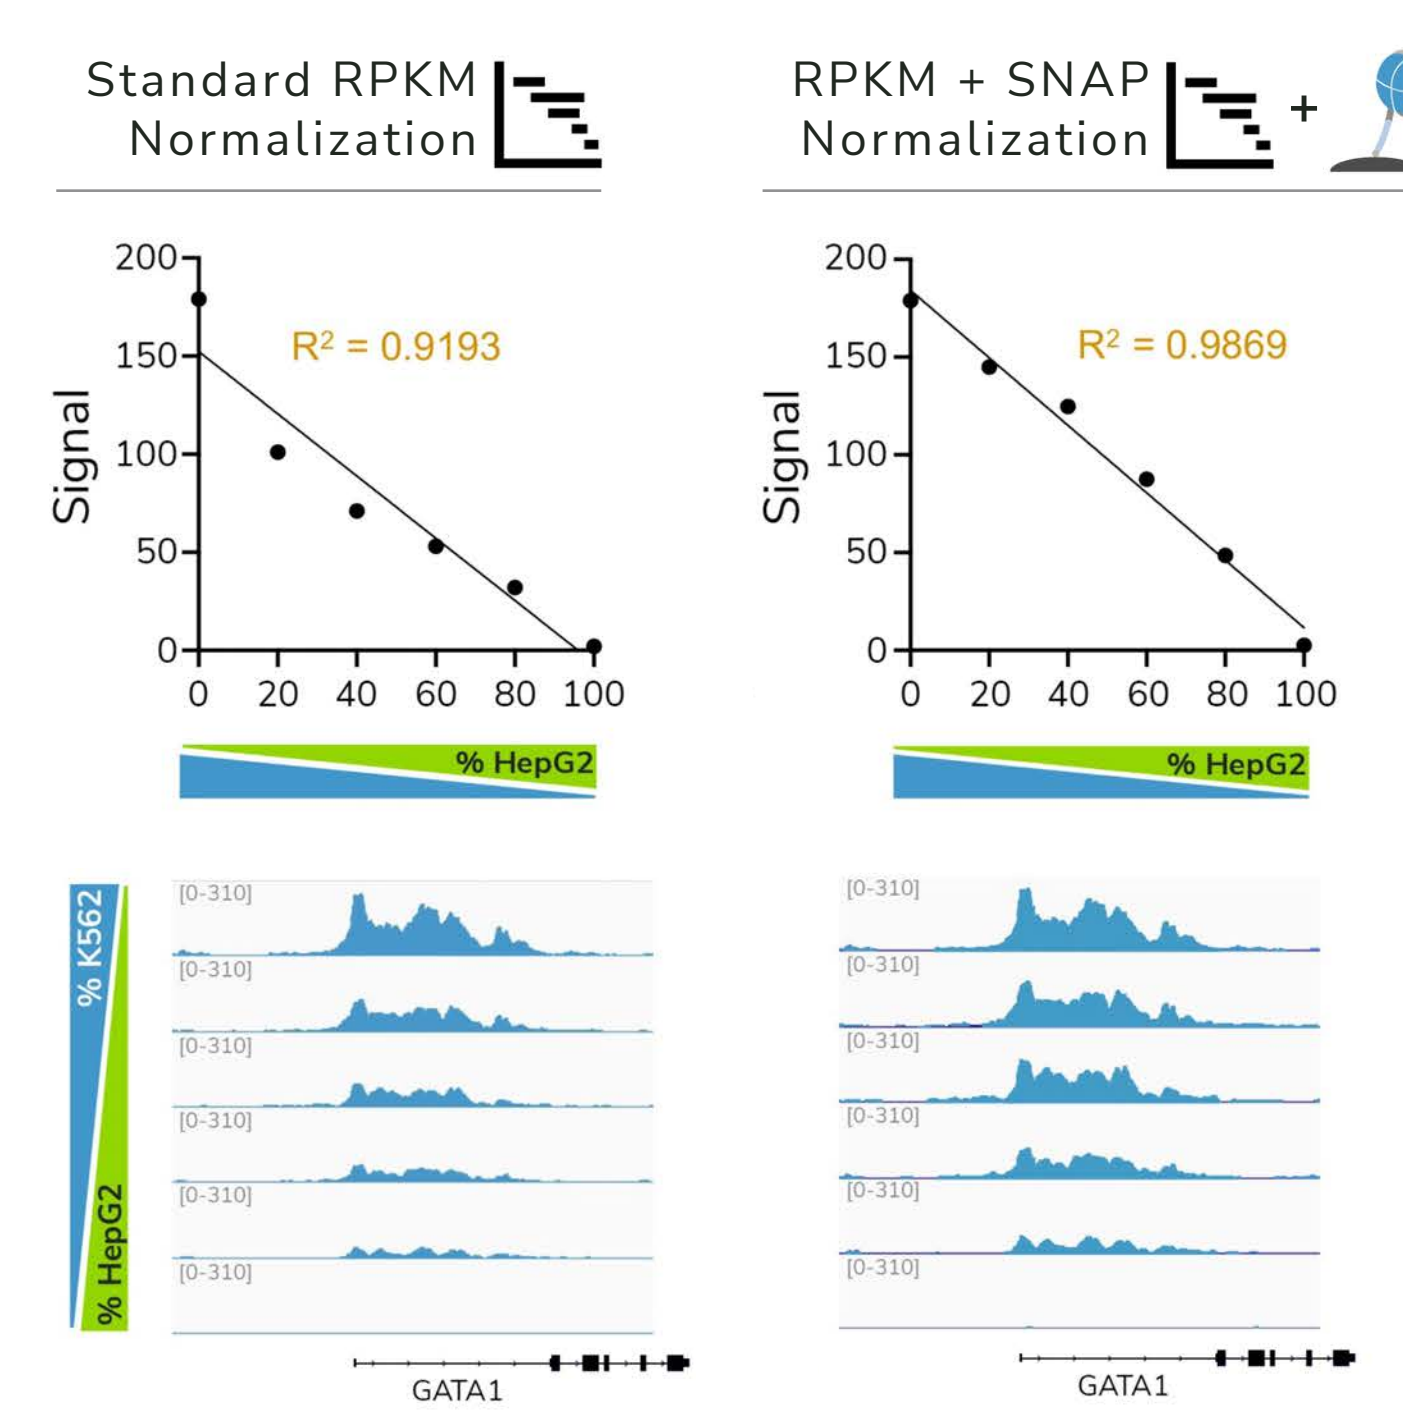 Standard RPKM
Normalization
RPKM + SNAP
Normalization
+
200
150
100
50
0
Signal
R² = 0.9193
0 20 40 60 80 100
% HepG2
200
150
100
50
0
Signal
R² = 0.9869
0 20 40 60 80 100
% HepG2
% K562
% HepG2
[0-310]
[0-310]
[0-310]
[0-310]
[0-310]
[0-310]
GATA1
[0-310]
[0-310]
[0-310]
[0-310]
[0-310]
[0-310]
GATA1